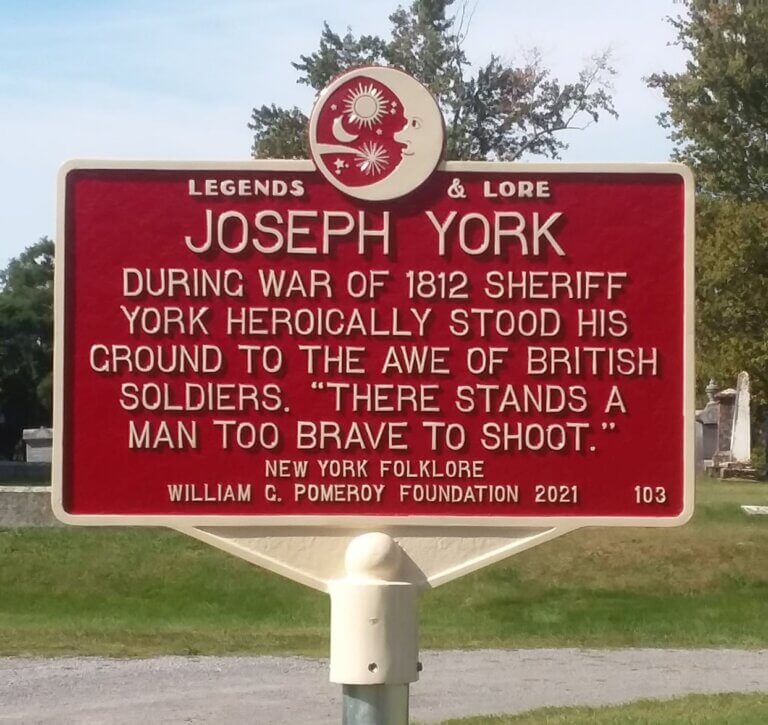 LEGENDS & LORE
JOSEPH YORK
DURING WAR OF 1812 SHERIFF
YORK HEROICALLY STOOD HIS
GROUND TO THE AWE OF BRITISH
SOLDIERS. “THERE STANDS A
MAN TOO BRAVE TO SHOOT.”
NEW YORK FOLKLORE
WILLIAM G. POMEROY FOUNDATION 2021 103